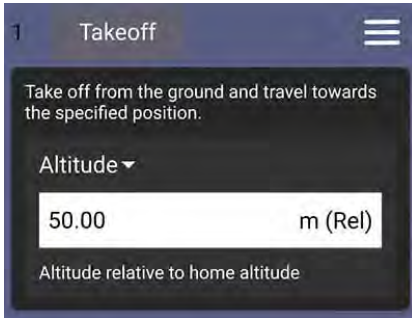 1 Takeoff
Take off from the ground and travel towards
the specified position.
Altitude
50.00 m (Rel)
Altitude relative to home altitude